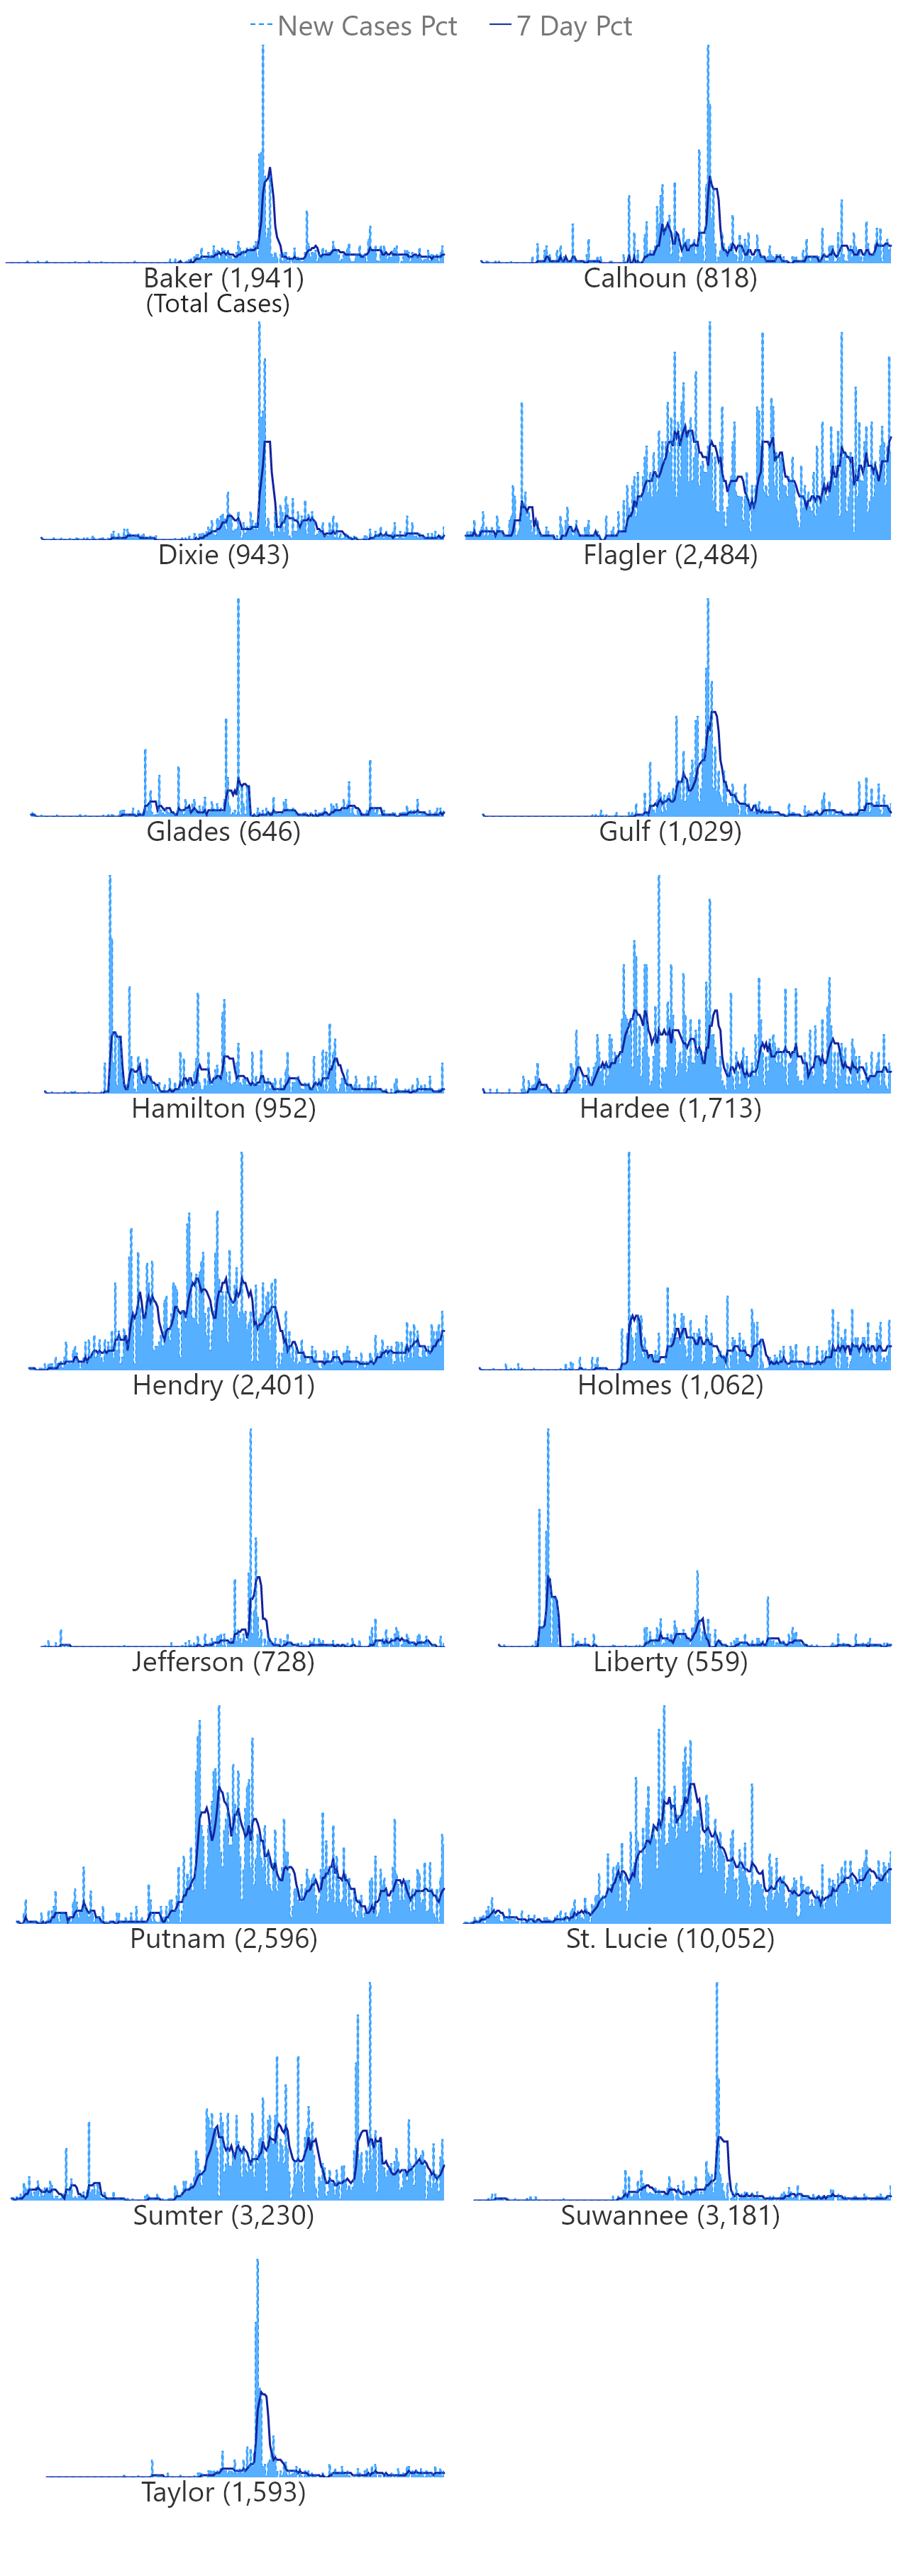 New Cases Pct 7 Day Pct
Baker (1,941) Calhoun (818)
(Total Cases)
Dixie (943) Flagler (2,484)
Glades (646) Gulf (1,029)
Hamilton (952) Hardee (1,713)
Hendry (2,401) Holmes (1,062)
Jefferson (728) Liberty (559)
Putnam (2,596) St. Lucie (10,052)
Sumter (3,230) Suwannee (3,181)
Taylor (1,593)